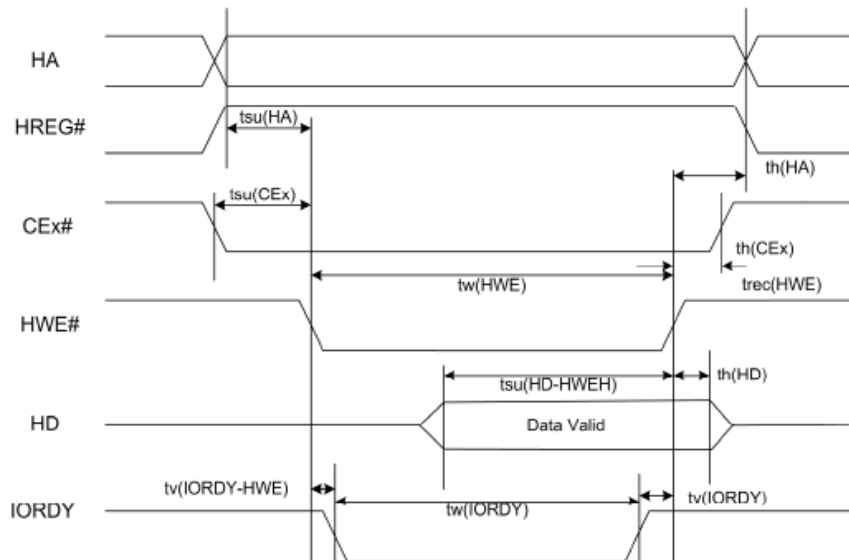 HA
HREG#
tsu(HA)
th(HA)
tsu(CEx)
CEx#
th(CEx)
tw(HWE)
trec(HWE)
HWE#
tsu(HD-HWEH)
th(HD)
HD
Data Valid
tv(IORDY-HWE)
tw(IORDY)
tv(IORDY)
IORDY